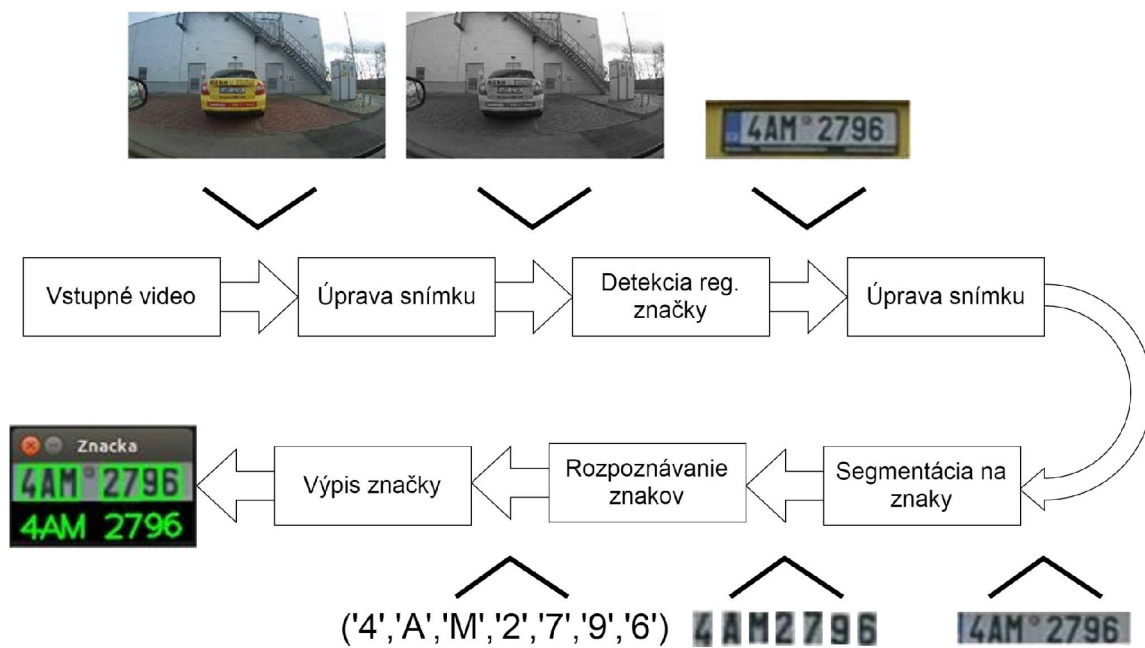 4AM 2796
Vstupné video
Úprava snímku
Detekcia reg.
značky
Úprava snímku
Znacka
4AM 2796
4AM 2796
Výpis značky
Rozpoznávanie
znakov
Segmentácia na
znaky
('4','A','M','2','7','9','6')
4AM2796
4AM 2796